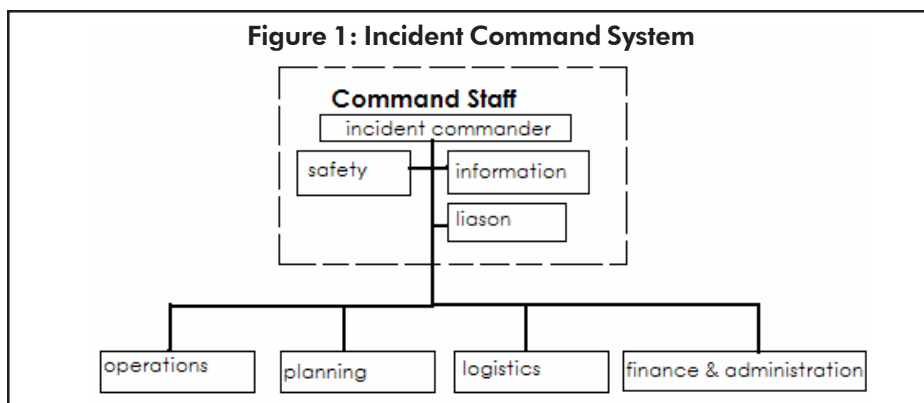 Figure 1: Incident Command System
Command Staff
incident commander
safety
information
liason
operations
planning
logistics
finance & administration